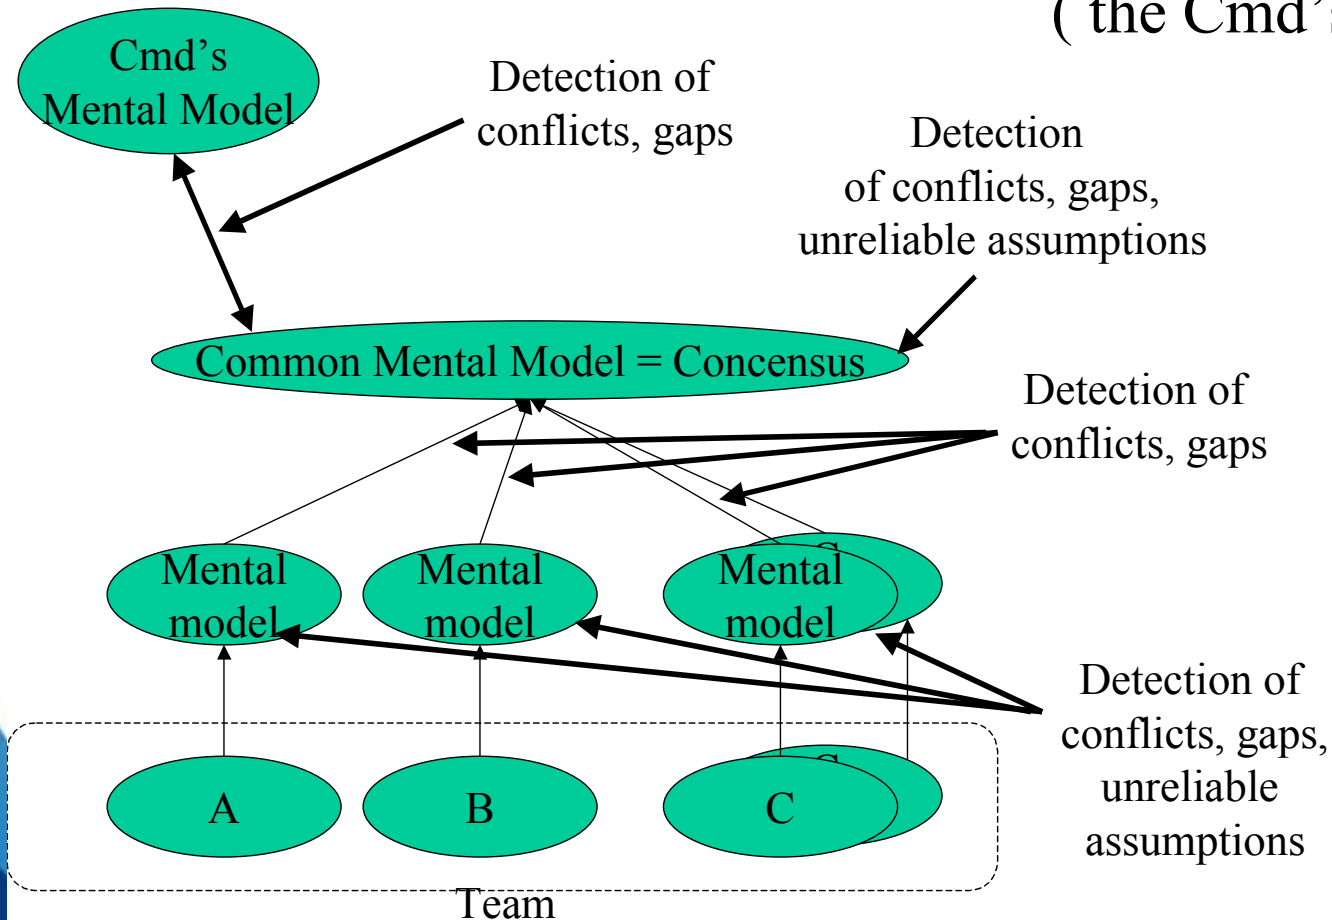 ( the Cmd's
Cmd's
Mental Model
Detection of
conflicts, gaps
Detection
of conflicts, gaps,
unreliable assumptions
Common Mental Model = Concensus
Detection of
conflicts, gaps
Mental
model
Mental
model
Mental
model
Detection of
conflicts, gaps,
unreliable
assumptions
A
B
C
Team